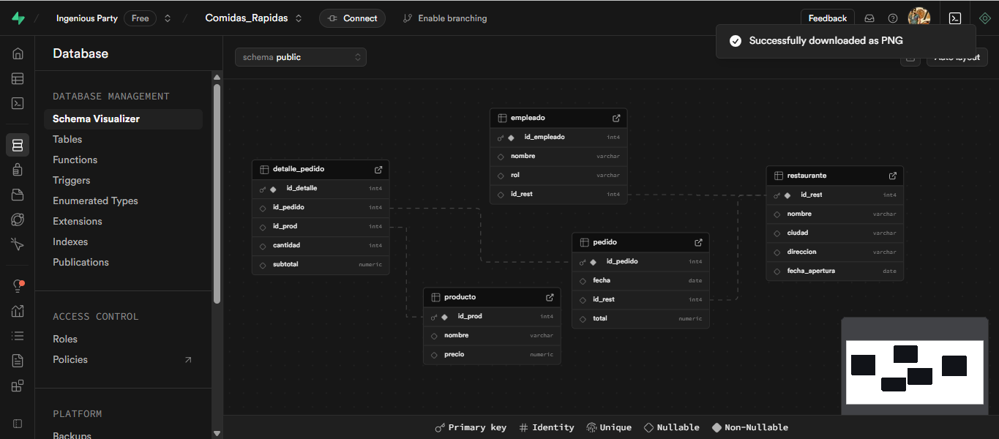 Ingenious Party Free Comidas_Rapidas Connect Enable branching Feedback
Successfully downloaded as PNG
Database
schema public
DATABASE MANAGEMENT
Schema Visualizer
Tables
Functions
Triggers
Enumerated Types
Extensions
Indexes
Publications
ACCESS CONTROL
Roles
Policies
PLATFORM
Backups
Auto layout
detalle_pedido
id_detalle int4
id_pedido int4
id_prod int4
cantidad int4
subtotal numeric
empleado
id_empleado int4
nombre varchar
rol varchar
id_rest int4
producto
id_prod int4
nombre varchar
precio numeric
pedido
id_pedido int4
fecha date
id_rest int4
total numeric
restaurante
id_rest int4
nombre varchar
ciudad varchar
direccion varchar
fecha_apertura date
Primary key Identity Unique Nullable Non-Nullable